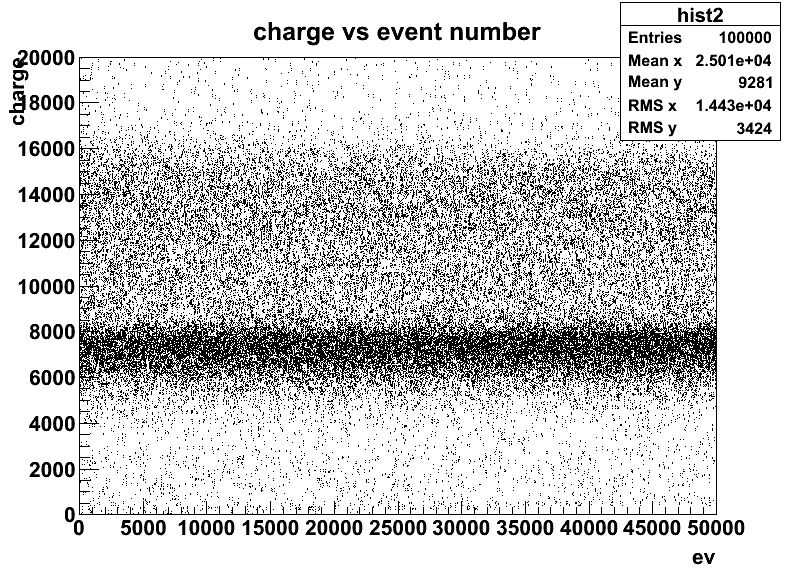 charge vs event number
hist2
Entries 100000
Mean x 2.501e+04
Mean y 9281
RMS x 1.443e+04
RMS y 3424
charge
20000
18000
16000
14000
12000
10000
8000
6000
4000
2000
0
0 5000 10000 15000 20000 25000 30000 35000 40000 45000 50000
ev